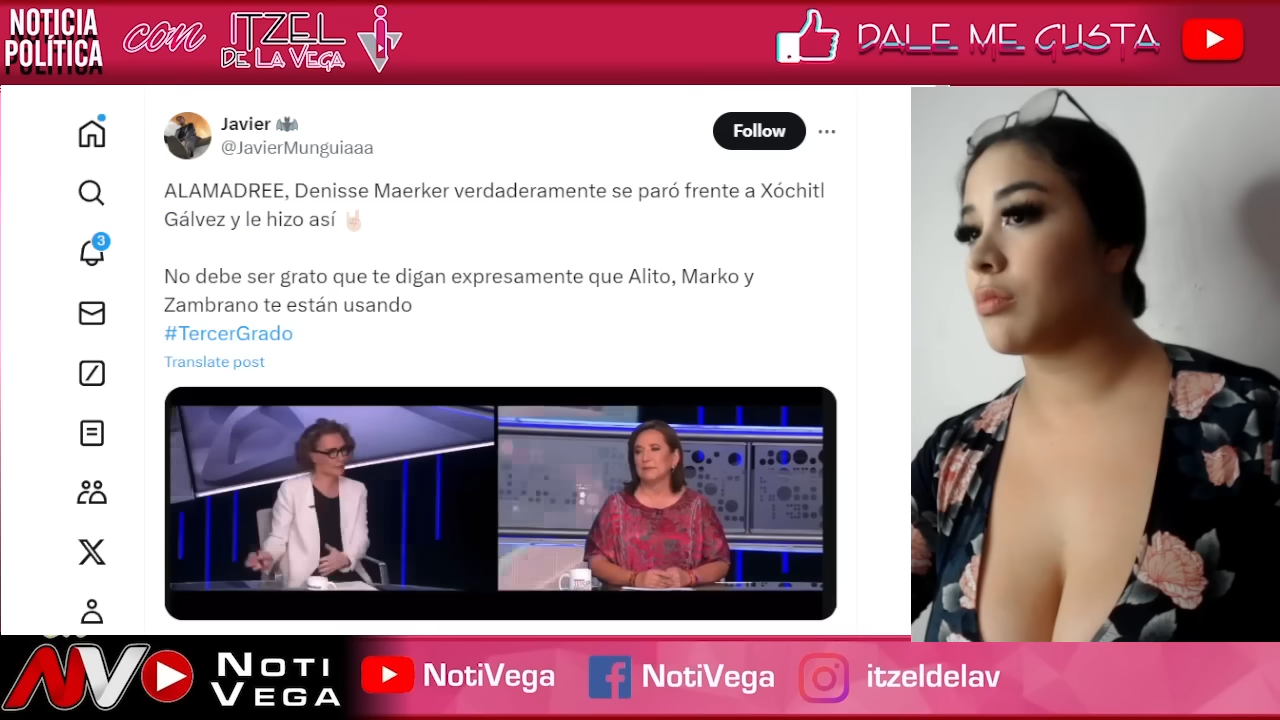 NOTICIA
POLÍTICA
con
ITZEL
DE LA VEGA
DALE ME GUSTA
Javier
@JavierMunguiaaa
Follow
ALAMADREE, Denisse Maerker verdaderamente se paró frente a Xóchitl
Gálvez y le hizo así 🤘🏻
No debe ser grato que te digan expresamente que Alito, Marko y
Zambrano te están usando
#TercerGrado
Translate post
3
NV
NOTI
VEGA
NotiVega
NotiVega
itzeldelav